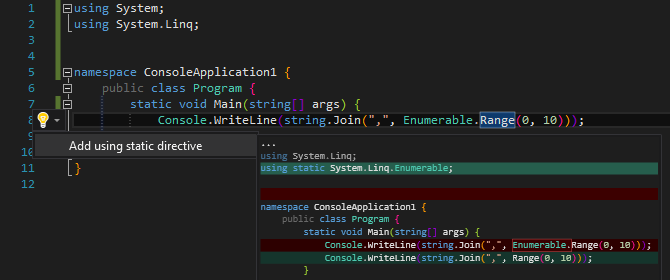 1 using System;
2 using System.Linq;
3
4
5 namespace ConsoleApplication1 {
6 public class Program {
7 static void Main(string[] args) {
8 Console.WriteLine(string.Join(",", Enumerable.Range(0, 10)));
9
Add using static directive
10
11 }
12
...
using System.Linq;
using static System.Linq.Enumerable;
namespace ConsoleApplication1 {
public class Program {
static void Main(string[] args) {
Console.WriteLine(string.Join(",", Enumerable.Range(0, 10)));
Console.WriteLine(string.Join(",", Range(0, 10)));
}